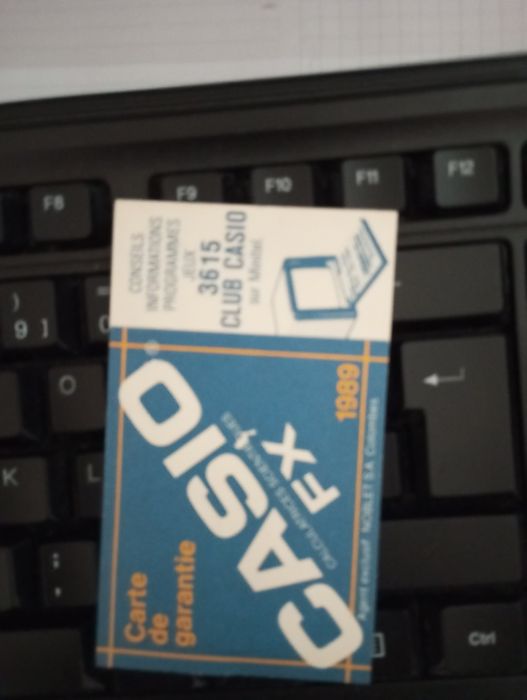 CONSEILS
INFORMATIONS
PROGRAMMES
JEUX
3615
CLUB CASIO
sur Minitel
CASIO®
FX
CALCULATRICES SCIENTIFIQUES
1989
Carte
de
garantie
Agent exclusif: NOBLET S.A. Colombes
F8
F9
F10
F11
F12
)
9 ]
=
O
K
L
Ctrl